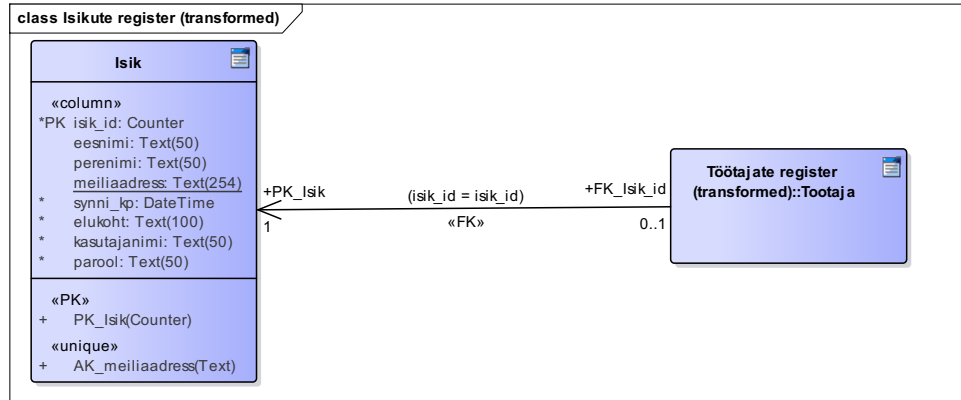 class Isikute register (transformed)
Isik
«column»
*PK isik_id: Counter
eesnimi: Text(50)
perenimi: Text(50)
meiliaadress: Text(254)
* synni_kp: DateTime
* elukoht: Text(100)
* kasutajanimi: Text(50)
* parool: Text(50)
«PK»
+ PK_Isik(Counter)
«unique»
+ AK_meiliaadress(Text)
+PK_Isik
1
(isik_id = isik_id)
«FK»
+FK_Isik_id
0..1
Töötajate register
(transformed)::Tootaja